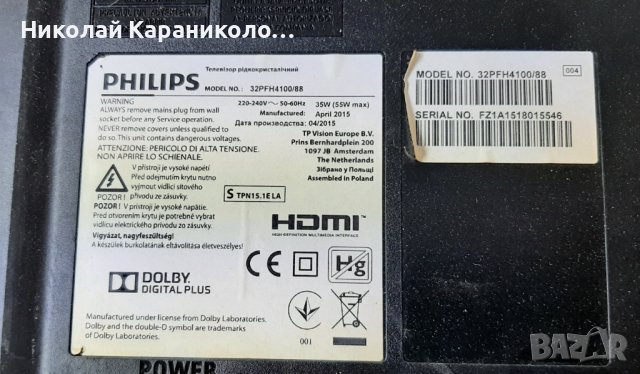 Николай Караниколо...
Телевізор рідкокристалічний
PHILIPS
MODEL NO. : 32PFH4100/88
WARNING
ALWAYS remove mains plug from wall
socket before any Service operation.
NEVER remove covers unless qualified to
do so. This unit contains dangerous voltages.
ATTENZIONE: PERICOLO DI ALTA TENSIONE.
NON APRIRE LO SCHIENALE.
220-240V~ 50-60Hz 35W (55W max)
Manufactured: April 2015
Дата производства: 04/2015
TP Vision Europe B.V.
Prins Bernhardplein 200
1097 JB Amsterdam
The Netherlands
Зібрано у Польщі
Assembled in Poland
POZOR !
V přístroji je vysoké napětí
Před odejmutím krytu nutno
vyjmout vidlici síťového
přívodu ze zásuvky.
POZOR ! V prístroji je vysoké napätie.
Pred otvorením krytu je potrebné vybrať
vidlicu elektrického prívodu zo zásuvky.
Vigyázat, nagyfeszültség!
A készülek burkolatának eltávolítása életveszélyes!
S TPN15.1E LA
HDMI
HIGH-DEFINITION MULTIMEDIA INTERFACE
CE
Hg
DOLBY
DIGITAL PLUS
Manufactured under license from Dolby Laboratories.
Dolby and the double-D symbol are trademarks
of Dolby Laboratories.
001
POWER
MODEL NO. 32PFH4100/88
004
SERIAL NO. FZ1A1518015546
BAZAR